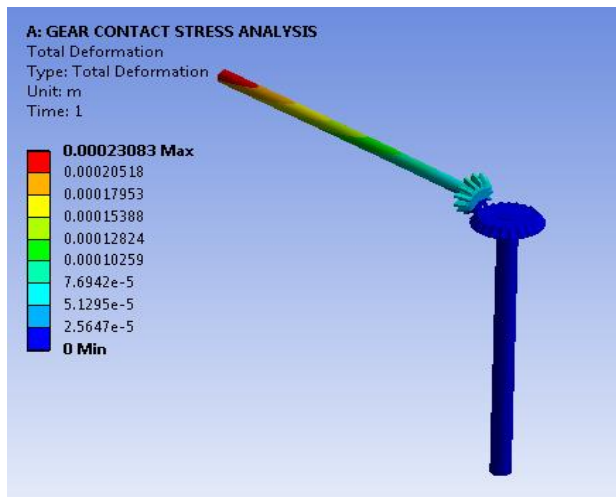 A: GEAR CONTACT STRESS ANALYSIS
Total Deformation
Type: Total Deformation
Unit: m
Time: 1
0.00023083 Max
0.00020518
0.00017953
0.00015388
0.00012824
0.00010259
7.6942e-5
5.1295e-5
2.5647e-5
0 Min